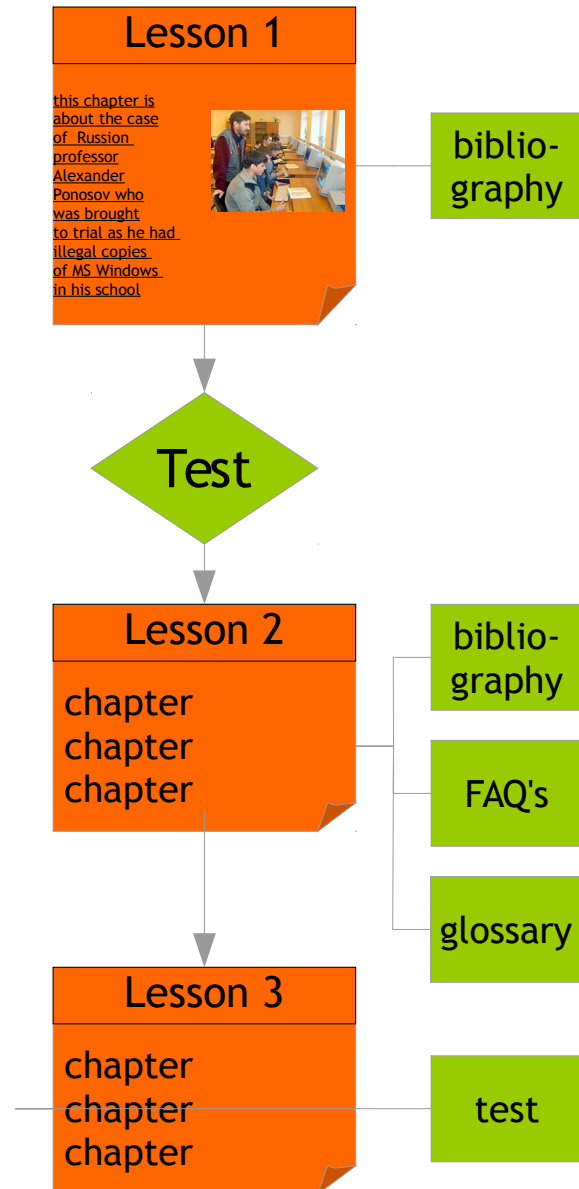 Lesson 1
this chapter is
about the case
of Russion
professor
Alexander
Ponosov who
was brought
to trial as he had
illegal copies
of MS Windows
in his school
biblio-
graphy
Test
Lesson 2
chapter
chapter
chapter
biblio-
graphy
FAQ's
glossary
Lesson 3
chapter
chapter
chapter
test